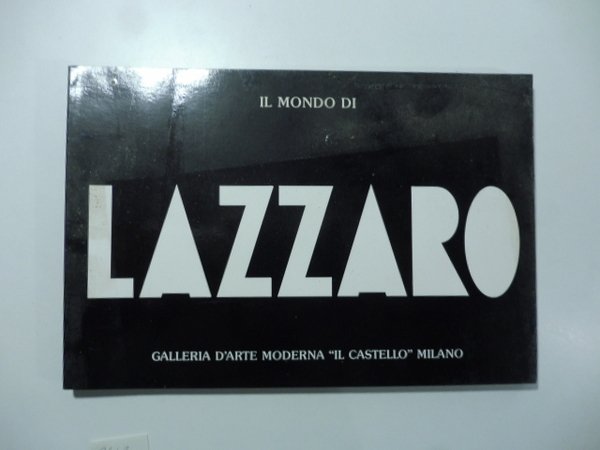 IL MONDO DI
LAZZARO
GALLERIA D'ARTE MODERNA "IL CASTELLO" MILANO